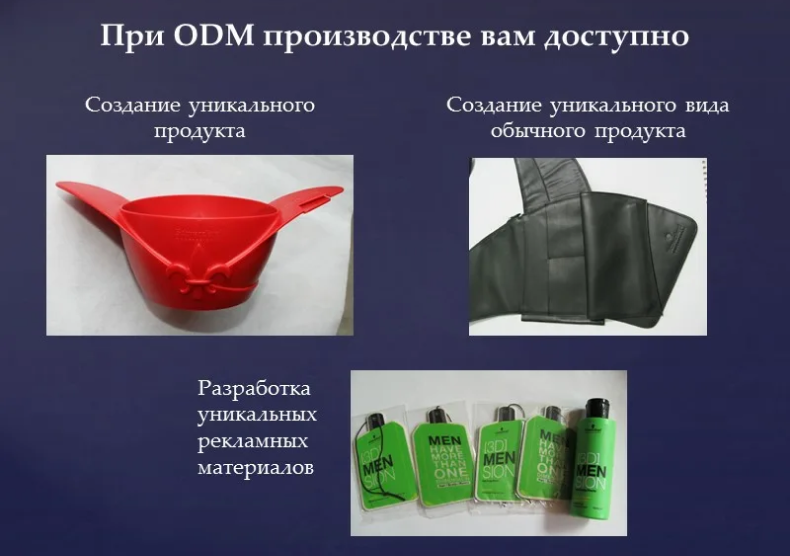 При ODM производстве вам доступно
Создание уникального
продукта
Создание уникального вида
обычного продукта
Разработка
уникальных
рекламных
материалов
[3D]
MEN
SION
MEN
HAVE
MORE
THAN
ONE
[3D]
MEN
SION
MEN
HAVE
MORE
THAN
ONE
[3D]
MEN
SION